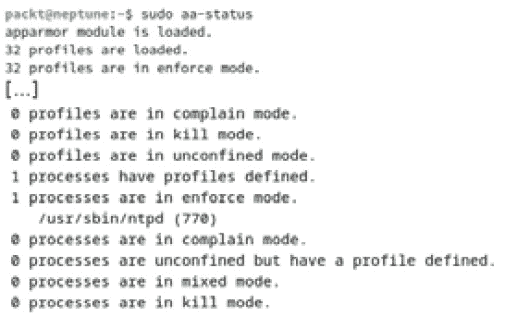 packt@neptune:~$ sudo aa-status
apparmor module is loaded.
32 profiles are loaded.
32 profiles are in enforce mode.
[...]
0 profiles are in complain mode.
0 profiles are in kill mode.
0 profiles are in unconfined mode.
1 processes have profiles defined.
1 processes are in enforce mode.
/usr/sbin/ntpd (770)
0 processes are in complain mode.
0 processes are unconfined but have a profile defined.
0 processes are in mixed mode.
0 processes are in kill mode.